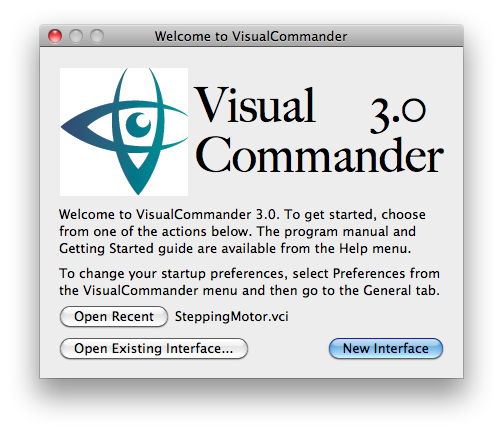 Welcome to VisualCommander
Visual 3.0
Commander
Welcome to VisualCommander 3.0. To get started, choose
from one of the actions below. The program manual and
Getting Started guide are available from the Help menu.
To change your startup preferences, select Preferences from
the VisualCommander menu and then go to the General tab.
Open Recent SteppingMotor.vci
Open Existing Interface... New Interface